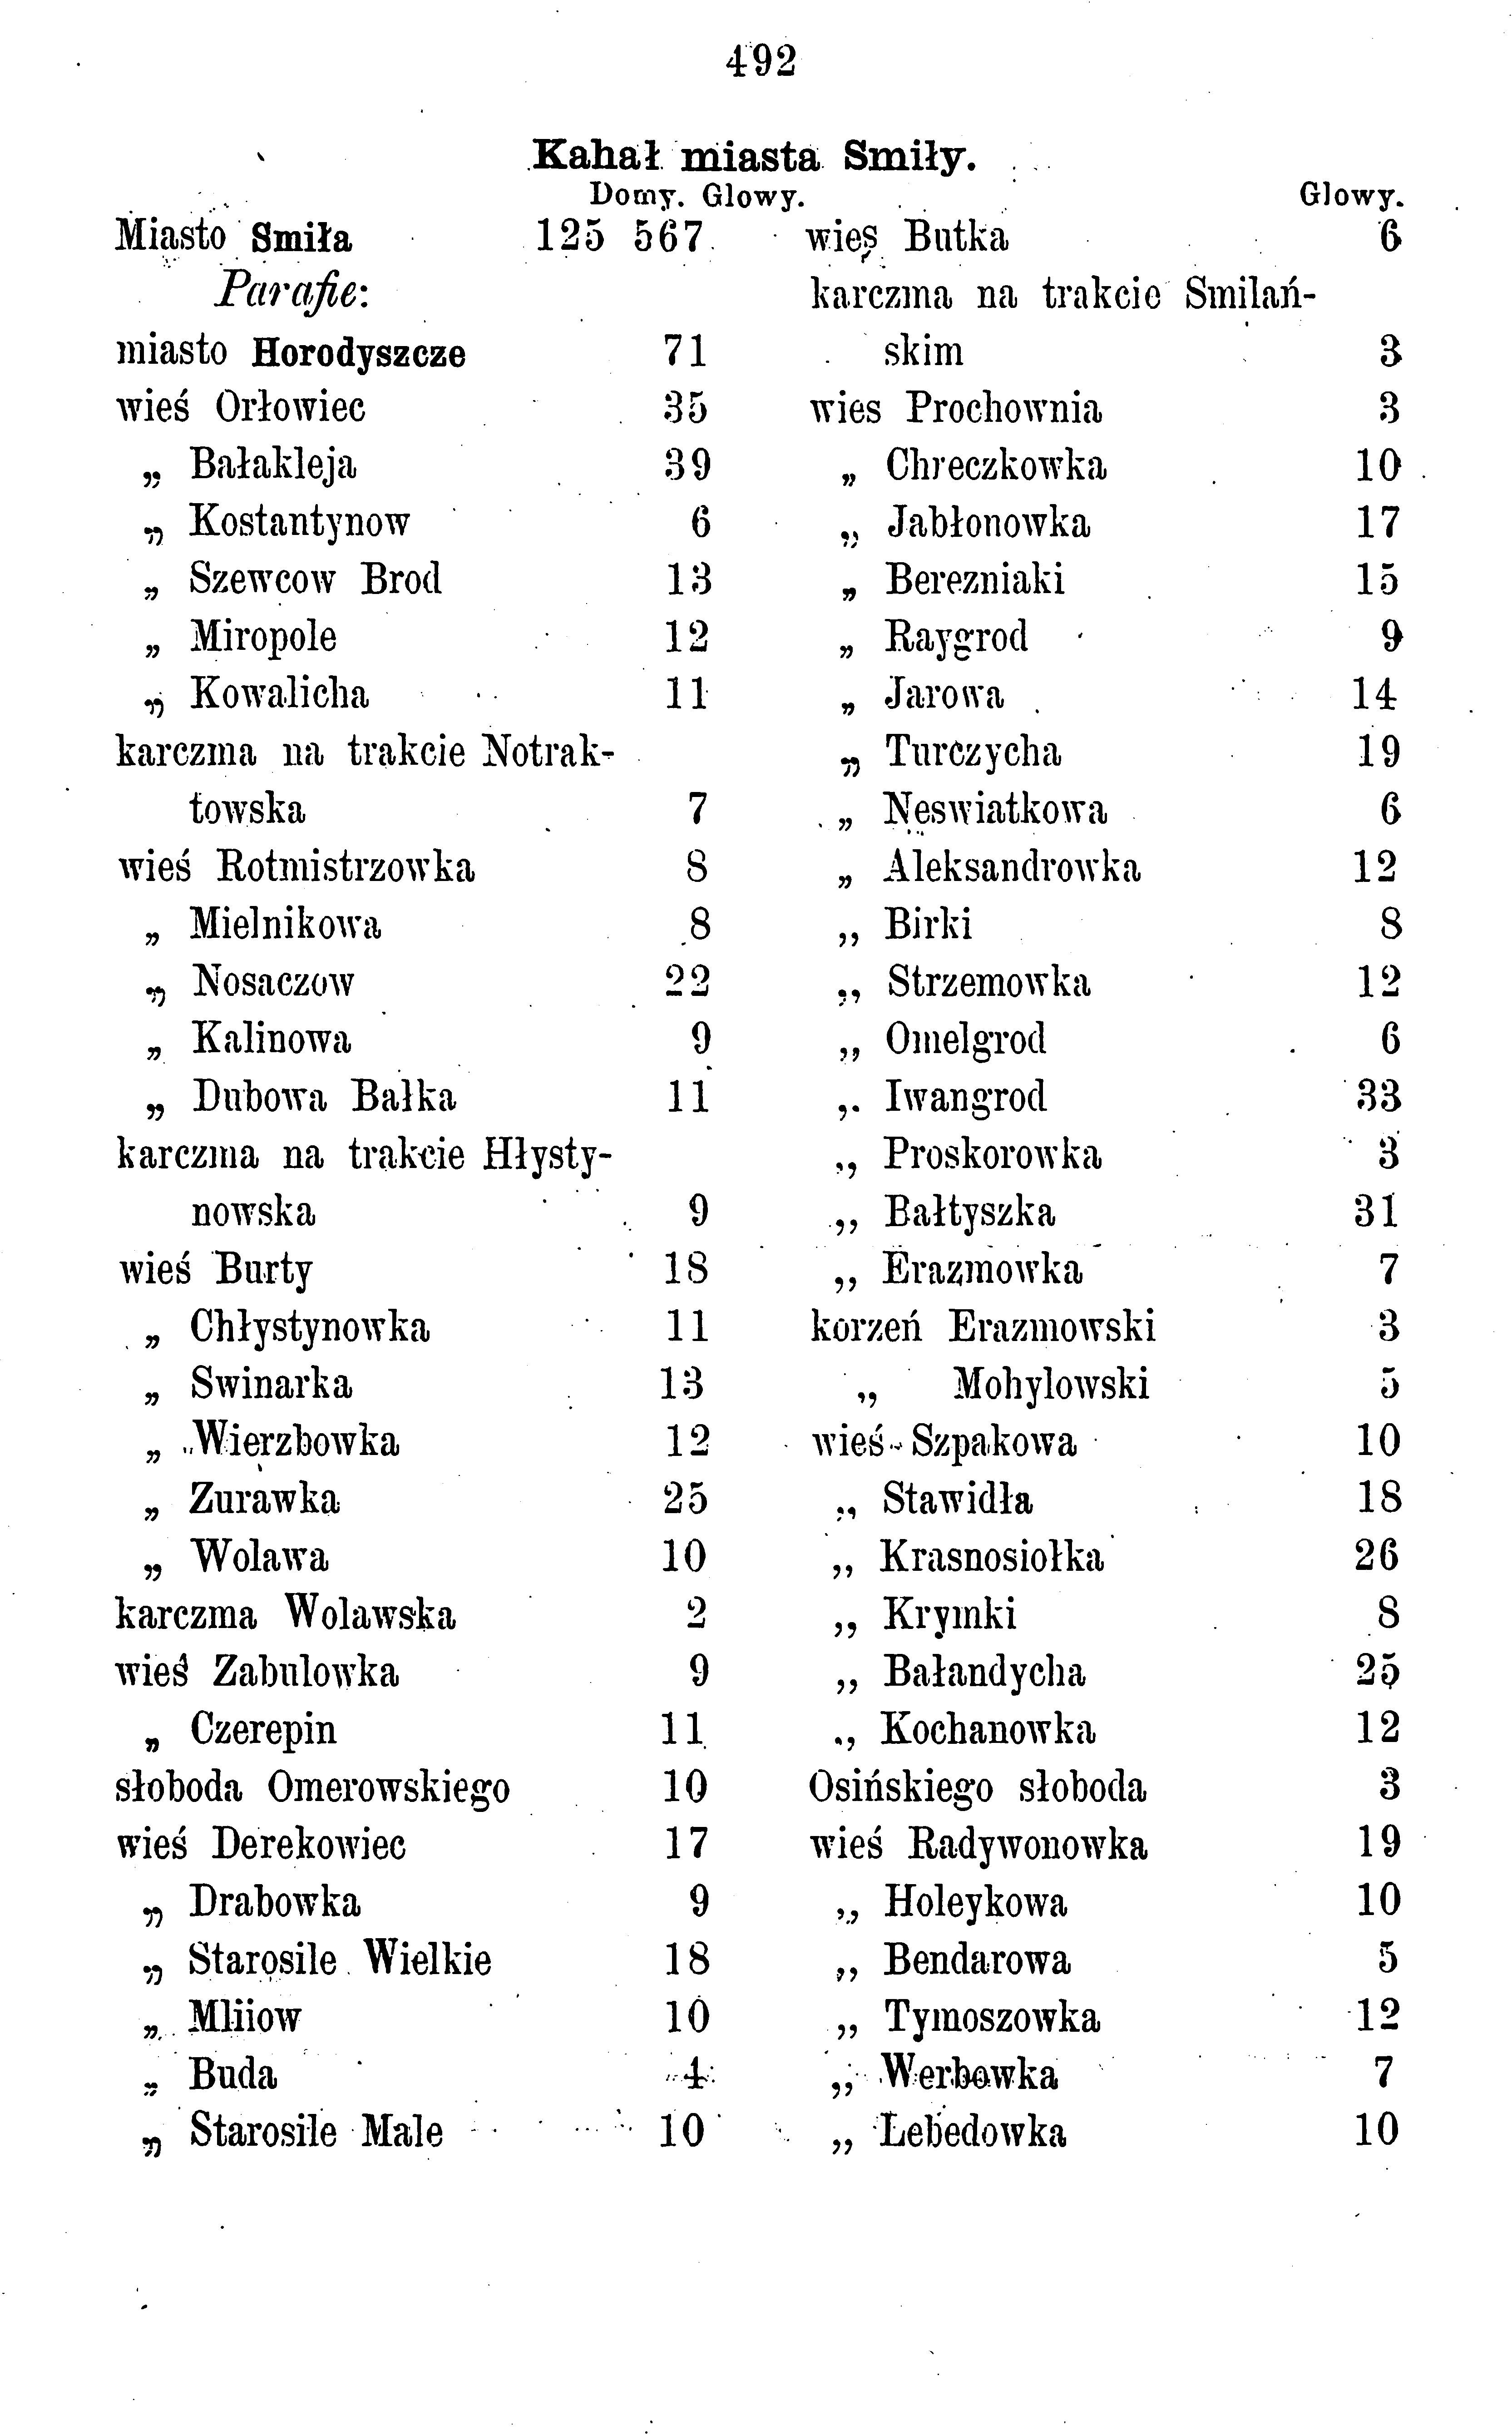 492
Kahał miasta Smiły.
Domy. Glowy.
Miasto Smiła 125 567
Parafie:
miasto Horodyszcze 71
wieś Orłowiec 35
„ Bałakleja 39
„ Kostantynow 6
„ Szewcow Brod 13
„ Miropole 12
„ Kowalicha 11
karczma na trakcie Notrak-
towska 7
wieś Rotmistrzowka 8
„ Mielnikowa 8
„ Nosaczow 22
„ Kalinowa 9
„ Dubowa Bałka 11
karczma na trakcie Hłysty-
nowska 9
wieś Burty 18
„ Chłystynowka 11
„ Swinarka 13
„ Wierzbowka 12
„ Zurawka 25
„ Wolawa 10
karczma Wolawska 2
wieś Zabulowka 9
„ Czerepin 11
słoboda Omerowskiego 10
wieś Derekowiec 17
„ Drabowka 9
„ Starosile Wielkie 18
„ Mliiow 10
„ Buda 4
„ Starosile Male 10
Glowy.
wieś Butka 6
karczma na trakcie Smilań-
skim 3
wies Prochownia 3
„ Chreczkowka 10
„ Jabłonowka 17
„ Berezniaki 15
„ Raygrod 9
„ Jarowa 14
„ Turczycha 19
„ Neswiatkowa 6
„ Aleksandrowka 12
„ Birki 8
„ Strzemowka 12
„ Omelgrod 6
„ Iwangrod 33
„ Proskorowka 3
„ Bałtyszka 31
„ Erazmowka 7
korzeń Erazmowski 3
„ Mohylowski 5
wieś Szpakowa 10
„ Stawidła 18
„ Krasnosiołka 26
„ Krymki 8
„ Bałandycha 25
„ Kochanowka 12
Osińskiego słoboda 3
wieś Radywonowka 19
„ Holeykowa 10
„ Bendarowa 5
„ Tymoszowka 12
„ Werbowka 7
„ Łebedowka 10